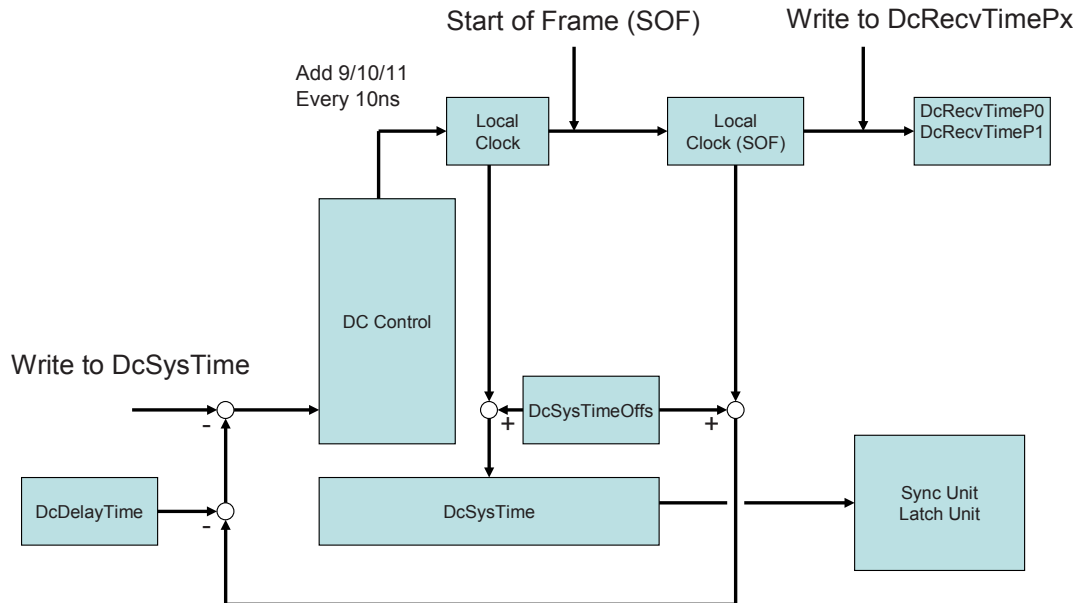 Start of Frame (SOF)
Write to DcRecvTimePx
Add 9/10/11
Every 10ns
Local
Clock
Local
Clock (SOF)
DcRecvTimeP0
DcRecvTimeP1
DC Control
Write to DcSysTime
-
DcSysTimeOffs
+
+
DcDelayTime
-
DcSysTime
Sync Unit
Latch Unit